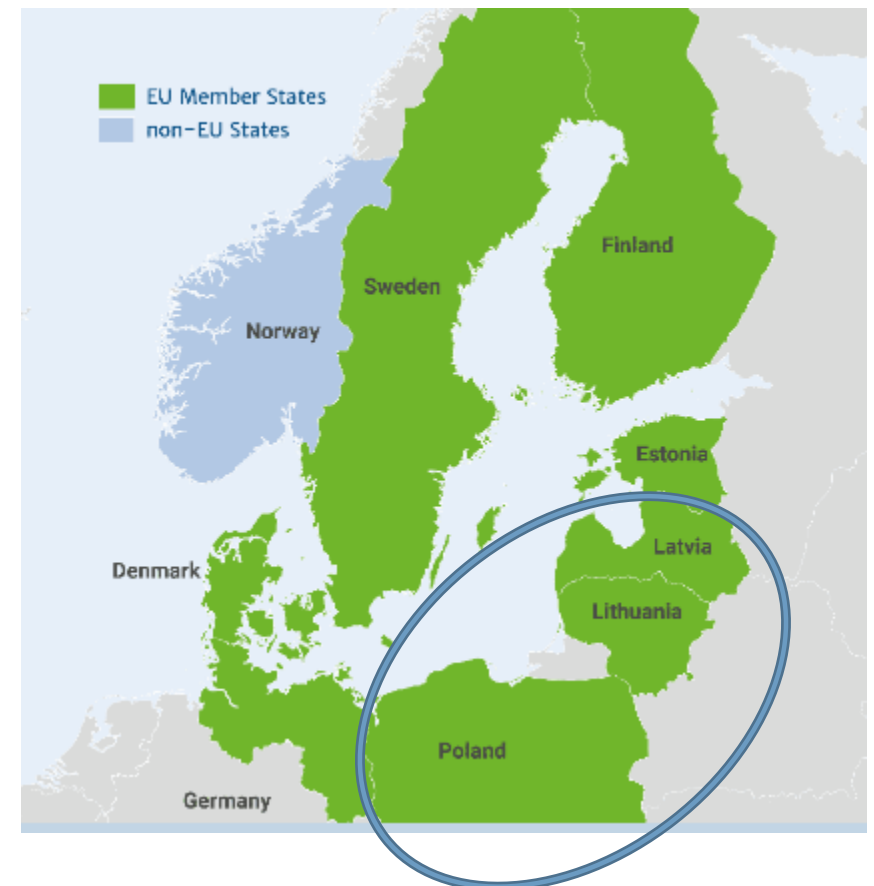 EU Member States
non-EU States
Finland
Sweden
Norway
Estonia
Latvia
Denmark
Lithuania
Poland
Germany